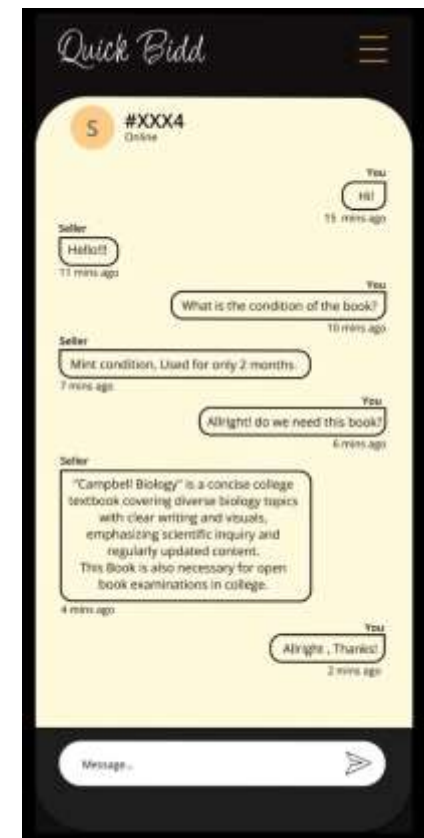 Quick Bidd
S
#XXX4
Online
You
Hi!
15 mins ago
Seller
Hello!!!
11 mins ago
You
What is the condition of the book?
10 mins ago
Seller
Mint condition, Used for only 2 months.
7 mins ago
You
Allright! do we need this book?
6 mins ago
Seller
"Campbell Biology" is a concise college
textbook covering diverse biology topics
with clear writing and visuals,
emphasizing scientific inquiry and
regularly updated content.
This Book is also necessary for open
book examinations in college.
4 mins ago
You
Allright , Thanks!
2 mins ago
Message..